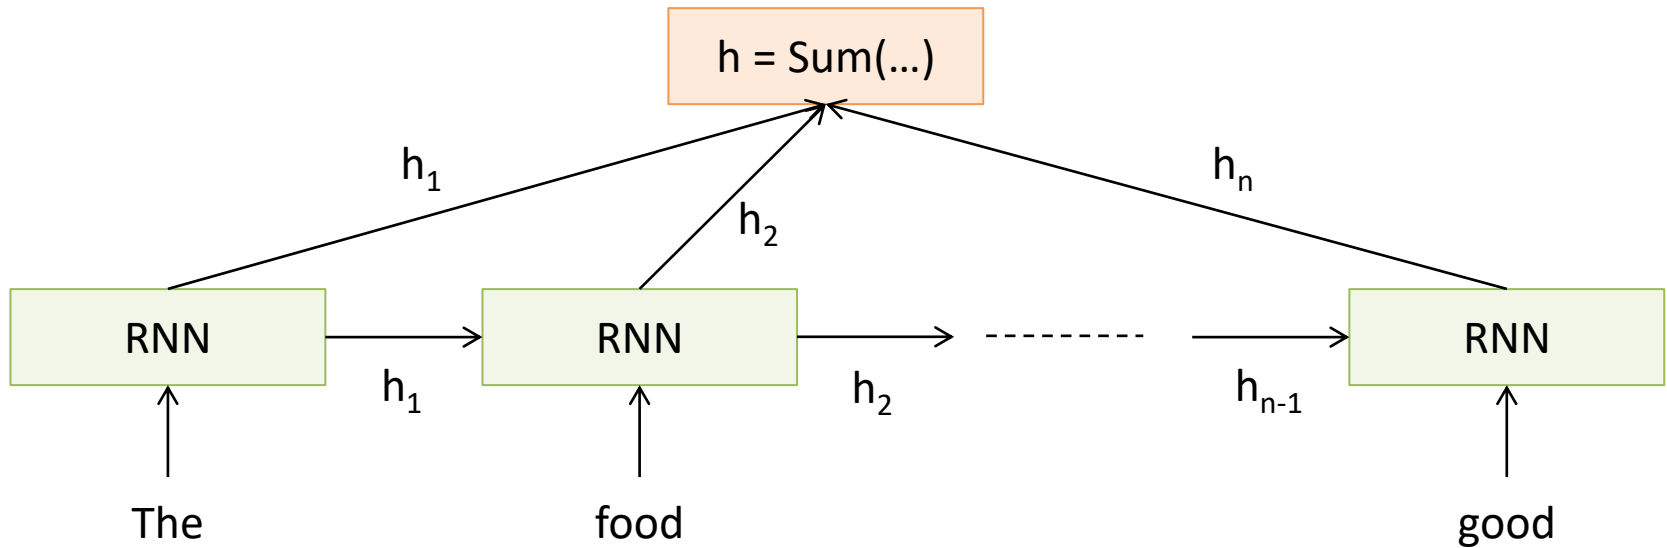 h = Sum(...)
h₁
hₙ
h₂
RNN
RNN
RNN
h₁
h₂
hₙ₋₁
The
food
good